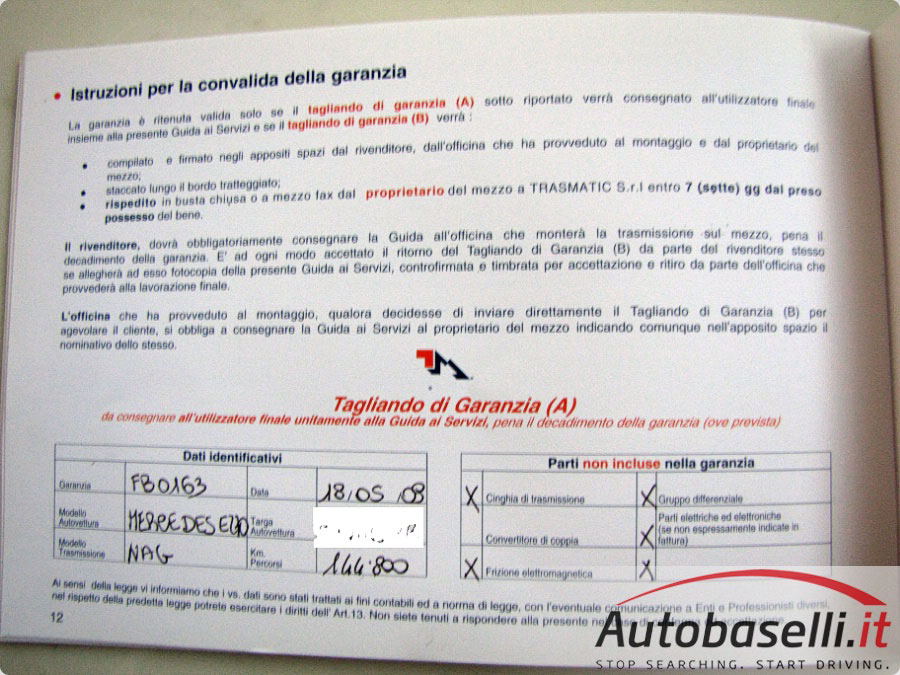 • Istruzioni per la convalida della garanzia
La garanzia è ritenuta valida solo se il tagliando di garanzia (A) sotto riportato verrà consegnato all'utilizzatore finale
insieme alla presente Guida ai Servizi e se il tagliando di garanzia (B) verrà :
• compilato e firmato negli appositi spazi dal rivenditore, dall'officina che ha provveduto al montaggio e dal proprietario del
mezzo;
• staccato lungo il bordo tratteggiato;
• rispedito in busta chiusa o a mezzo fax dal proprietario del mezzo a TRASMATIC S.r.l entro 7 (sette) gg dal preso
possesso del bene.
Il rivenditore, dovrà obbligatoriamente consegnare la Guida all'officina che monterà la trasmissione sul mezzo, pena il
decadimento della garanzia. E' ad ogni modo accettato il ritorno del Tagliando di Garanzia (B) da parte del rivenditore stesso
se allegherà ad esso fotocopia della presente Guida ai Servizi, controfirmata e timbrata per accettazione e ritiro da parte dell'officina che
provvederà alla lavorazione finale.
L'officina che ha provveduto al montaggio, qualora decidesse di inviare direttamente il Tagliando di Garanzia (B) per
agevolare il cliente, si obbliga a consegnare la Guida ai Servizi al proprietario del mezzo indicando comunque nell'apposito spazio il
nominativo dello stesso.
TM
Tagliando di Garanzia (A)
da consegnare all'utilizzatore finale unitamente alla Guida ai Servizi, pena il decadimento della garanzia (ove prevista)
Dati identificativi
Garanzia FB0163 Data 18/05/09
Modello Autovettura MERREDES E270 Targa Autovettura
Modello Trasmissione NAG Km. Percorsi 144.800
Parti non incluse nella garanzia
X Cinghia di trasmissione X Gruppo differenziale
Convertitore di coppia X Parti elettriche ed elettroniche
(se non espressamente indicate in
fattura)
X Frizione elettromagnetica X
Ai sensi della legge vi informiamo che i vs. dati sono stati trattati ai fini contabili ed a norma di legge, con l'eventuale comunicazione a Enti e Professionisti diversi,
nel rispetto della predetta legge potrete esercitare i diritti dell' Art.13. Non siete tenuti a rispondere alla presente nel caso di
12
Autobaselli.it
STOP SEARCHING. START DRIVING.